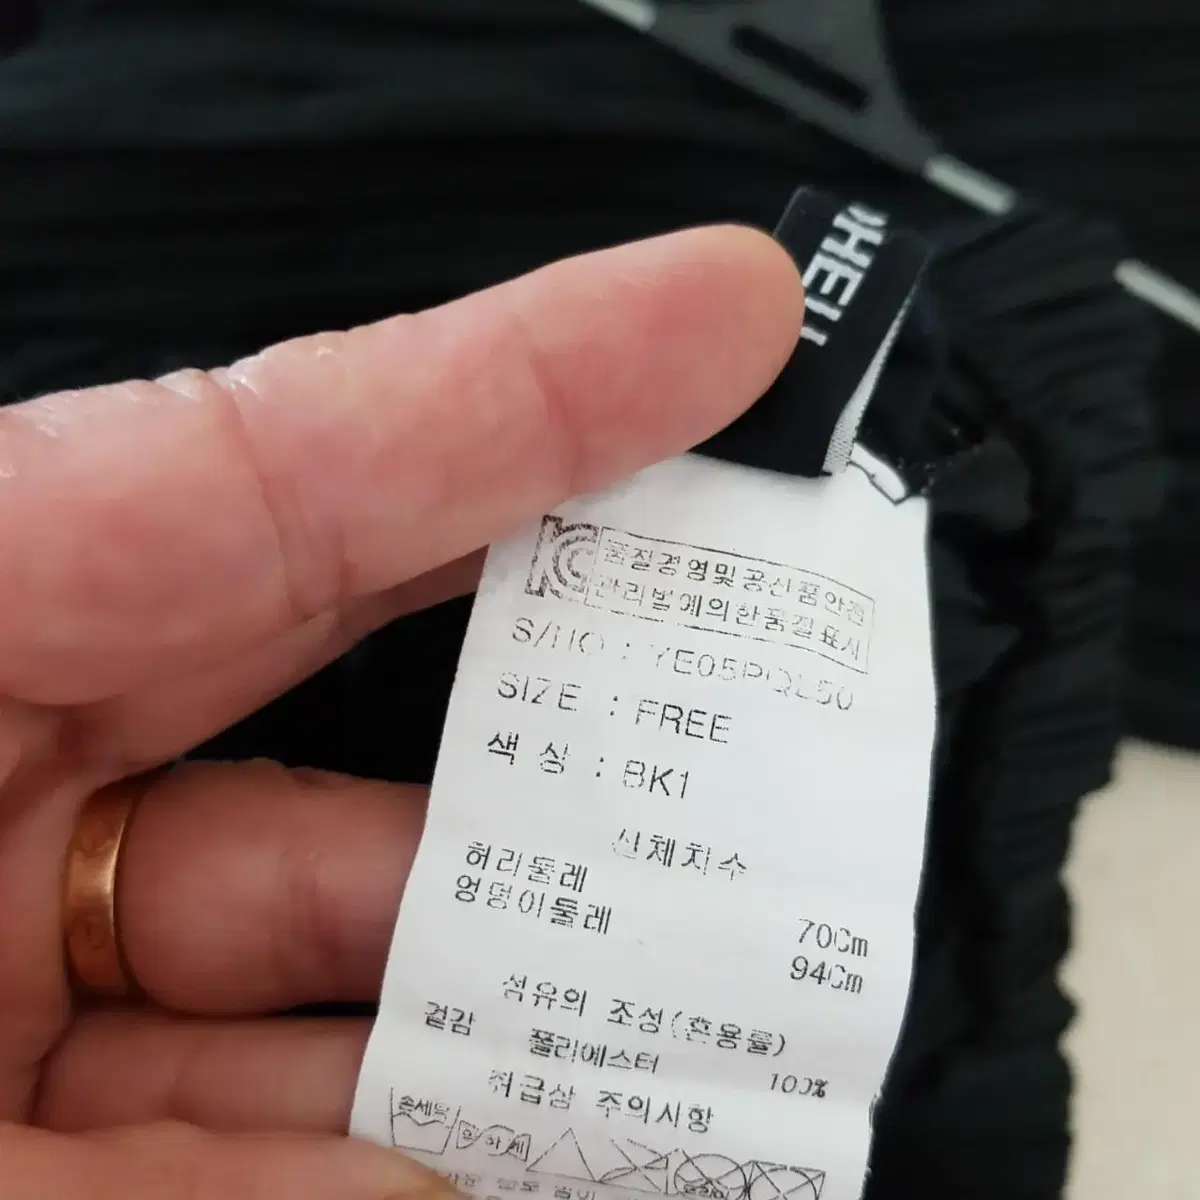 품질경영및공산품안전
관리법에의한품질표시
SIZE : FREE
색 상 : BK1
신체치수
허리둘레 70Cm
엉덩이둘레 94Cm
섬유의 조성(혼용률)
겉감 폴리에스터 100%
취급상 주의사항
손세탁